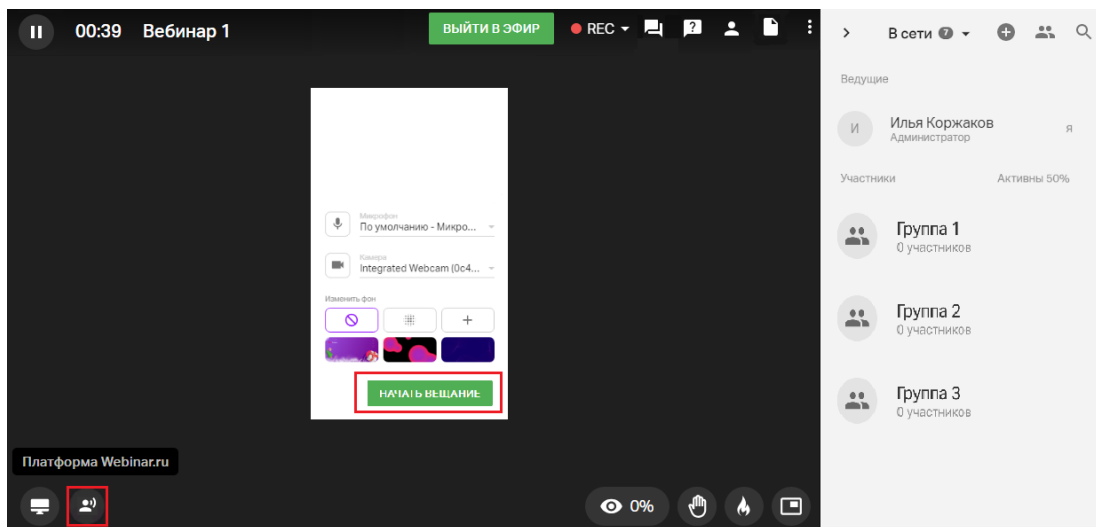 00:39 Вебинар 1
ВЫЙТИ В ЭФИР
REC
?
В сети 7
Ведущие
И
Илья Коржаков
Администратор
я
Участники
Активны 50%
Группа 1
0 участников
Группа 2
0 участников
Группа 3
0 участников
Микрофон
По умолчанию - Микро...
Камера
Integrated Webcam (0c4...
Изменить фон
НАЧАТЬ ВЕЩАНИЕ
Платформа Webinar.ru
0%